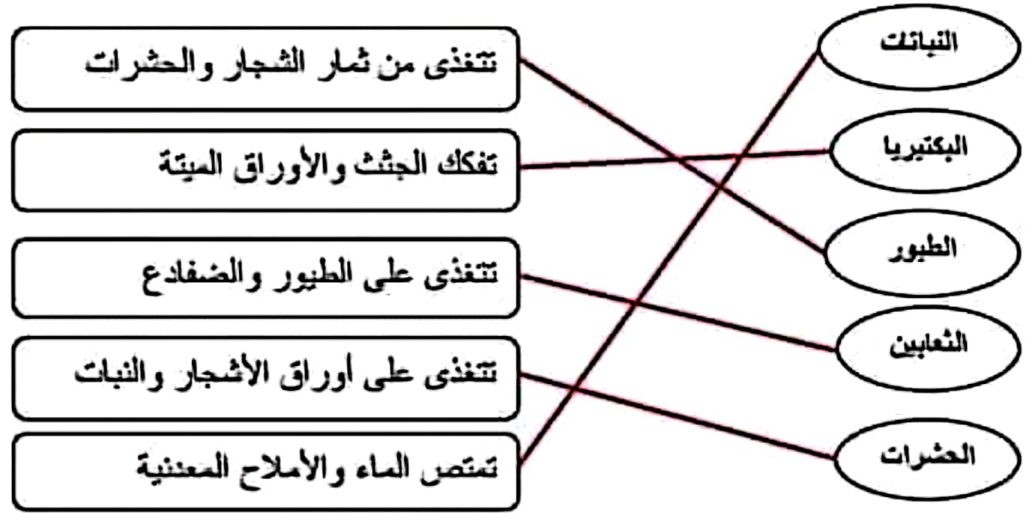 النباتات
تتغذى من ثمار الشجار والحشرات
البكتيريا
تفكك الجثث والأوراق الميتة
الطيور
تتغذى على الطيور والضفادع
الثعابين
تتغذى على أوراق الأشجار والنبات
الحشرات
تمتص الماء والأملاح المعدنية